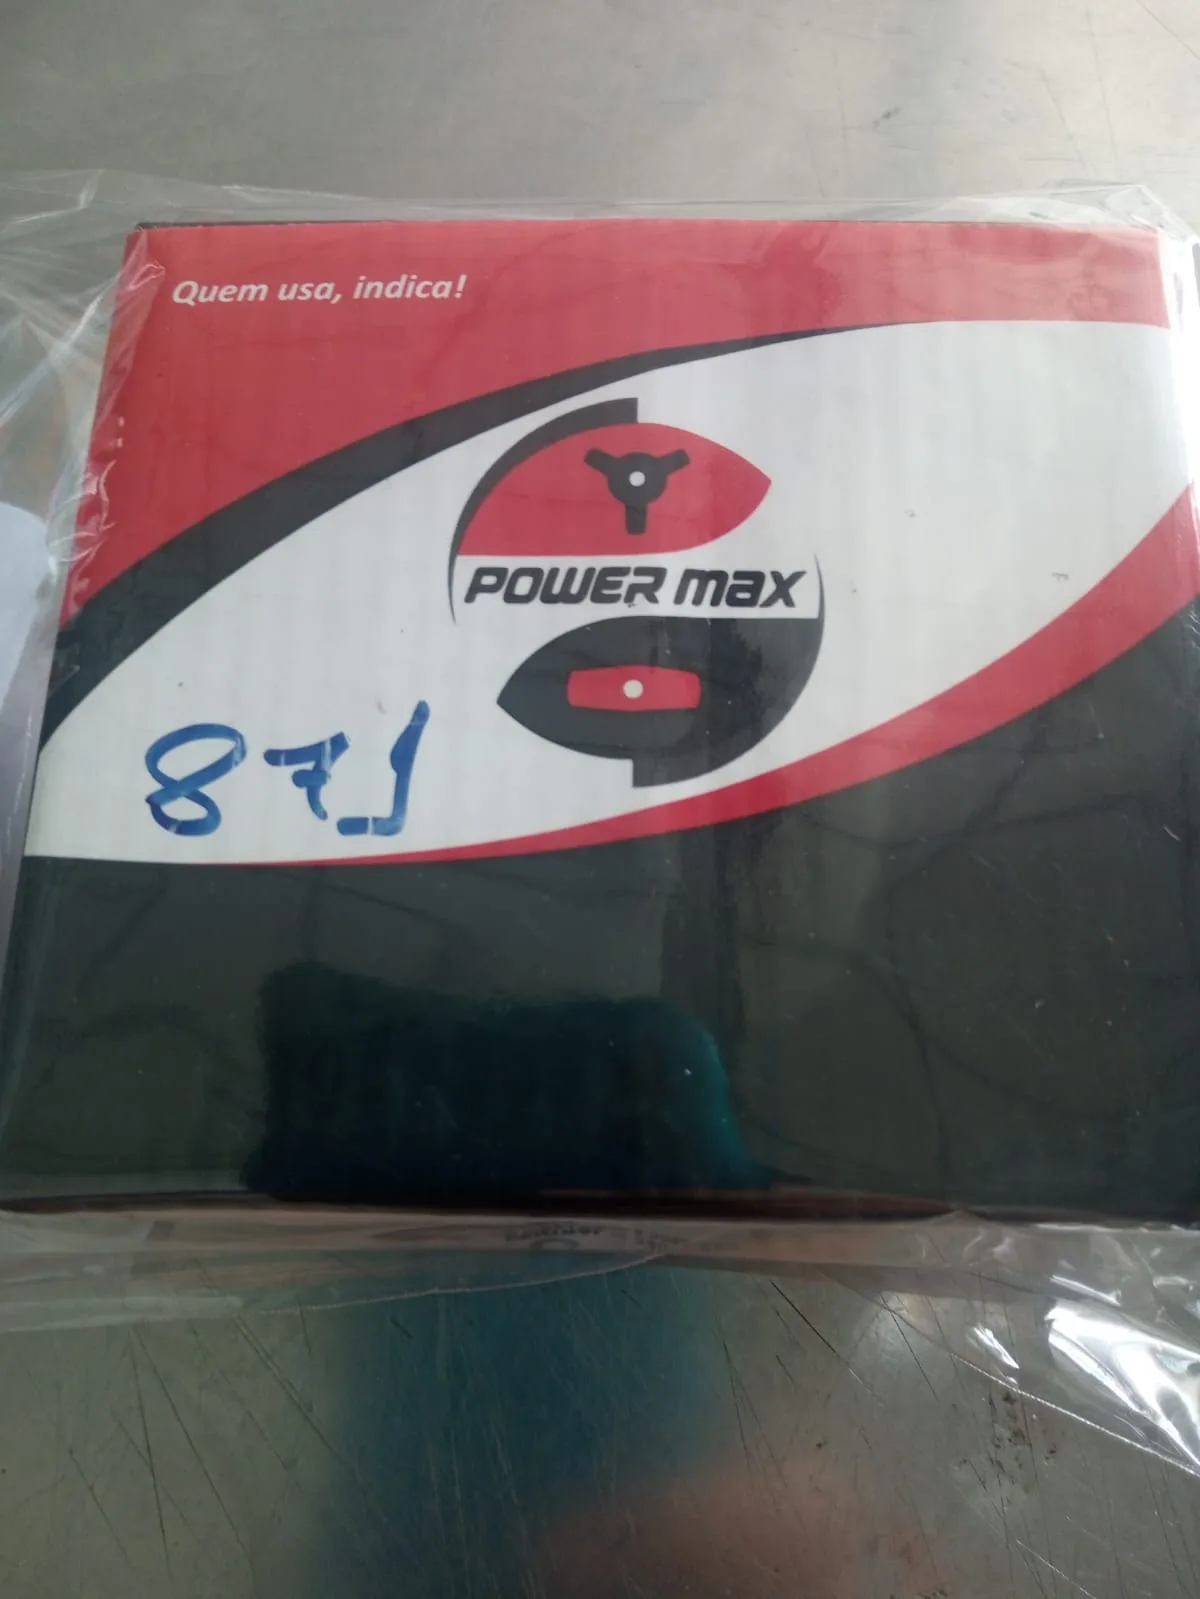 Quem usa, indica!
POWER max
871